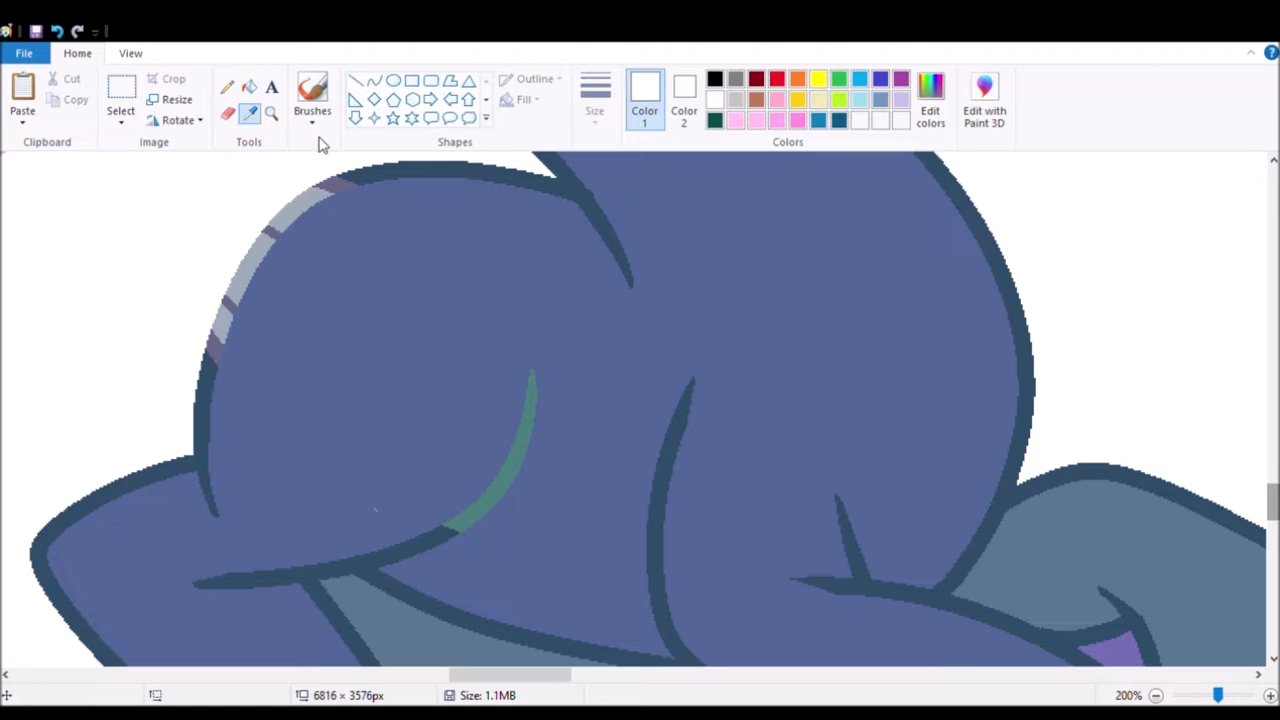 File Home View
Paste Cut Copy
Clipboard
Select Crop Resize Rotate
Image
A
Tools
Brushes
Outline Fill
Shapes
Size
Color 1
Color 2
Edit colors
Colors
Edit with Paint 3D
?
6816 × 3576px
Size: 1.1MB
200%